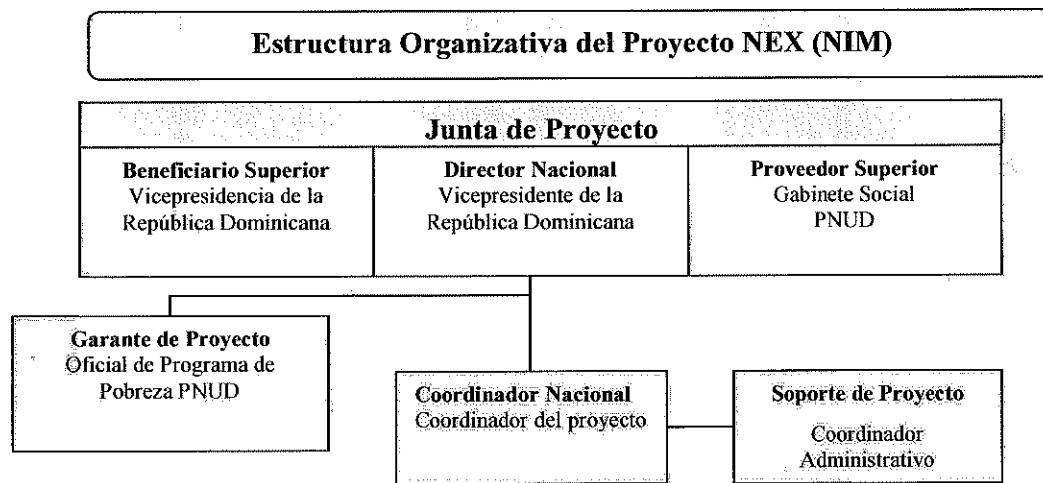 Estructura Organizativa del Proyecto NEX (NIM)
Junta de Proyecto
Beneficiario Superior
Vicepresidencia de la
República Dominicana
Director Nacional
Vicepresidente de la
República Dominicana
Proveedor Superior
Gabinete Social
PNUD
Garante de Proyecto
Oficial de Programa de
Pobreza PNUD
Coordinador Nacional
Coordinador del proyecto
Soporte de Proyecto
Coordinador
Administrativo